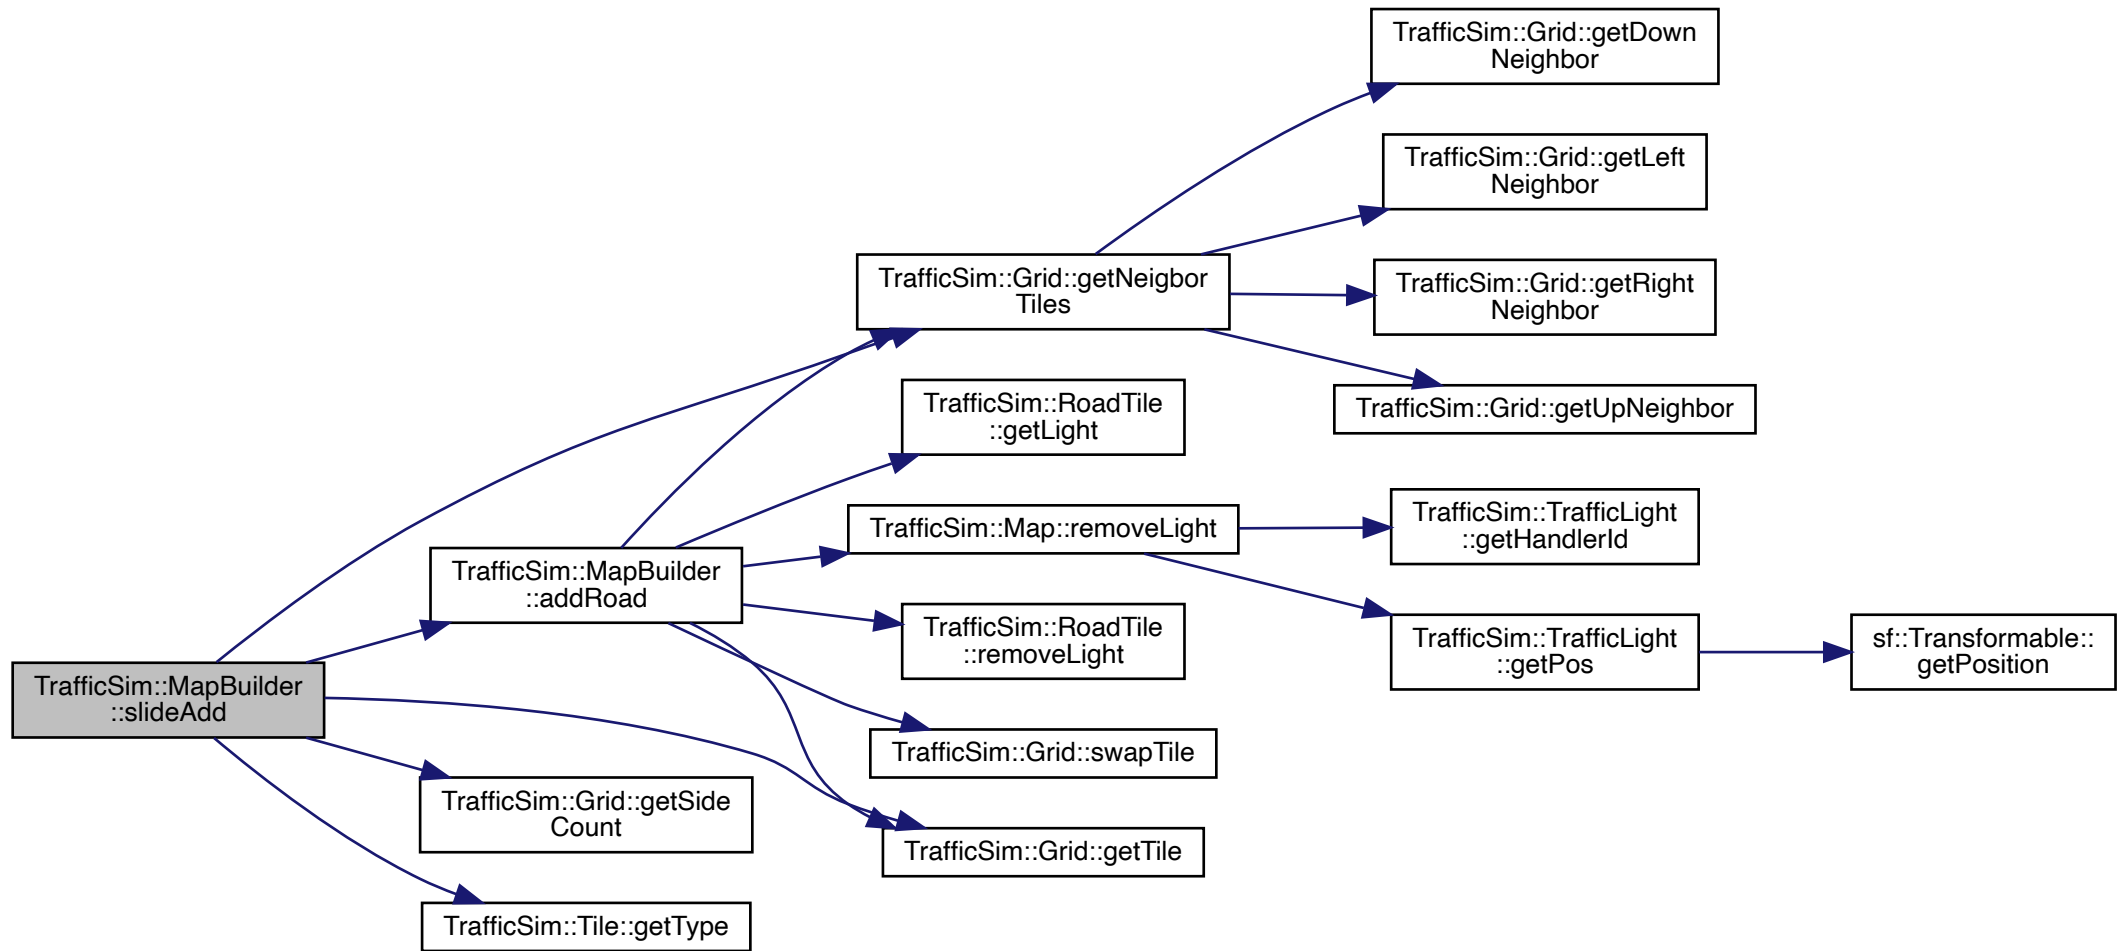 TrafficSim::Grid::getDown
Neighbor
TrafficSim::Grid::getLeft
Neighbor
TrafficSim::Grid::getNeigbor
Tiles
TrafficSim::Grid::getRight
Neighbor
TrafficSim::Grid::getUpNeighbor
TrafficSim::RoadTile
::getLight
TrafficSim::Map::removeLight
TrafficSim::TrafficLight
::getHandlerId
TrafficSim::MapBuilder
::addRoad
TrafficSim::RoadTile
::removeLight
TrafficSim::TrafficLight
::getPos
sf::Transformable::
getPosition
TrafficSim::MapBuilder
::slideAdd
TrafficSim::Grid::swapTile
TrafficSim::Grid::getSide
Count
TrafficSim::Grid::getTile
TrafficSim::Tile::getType